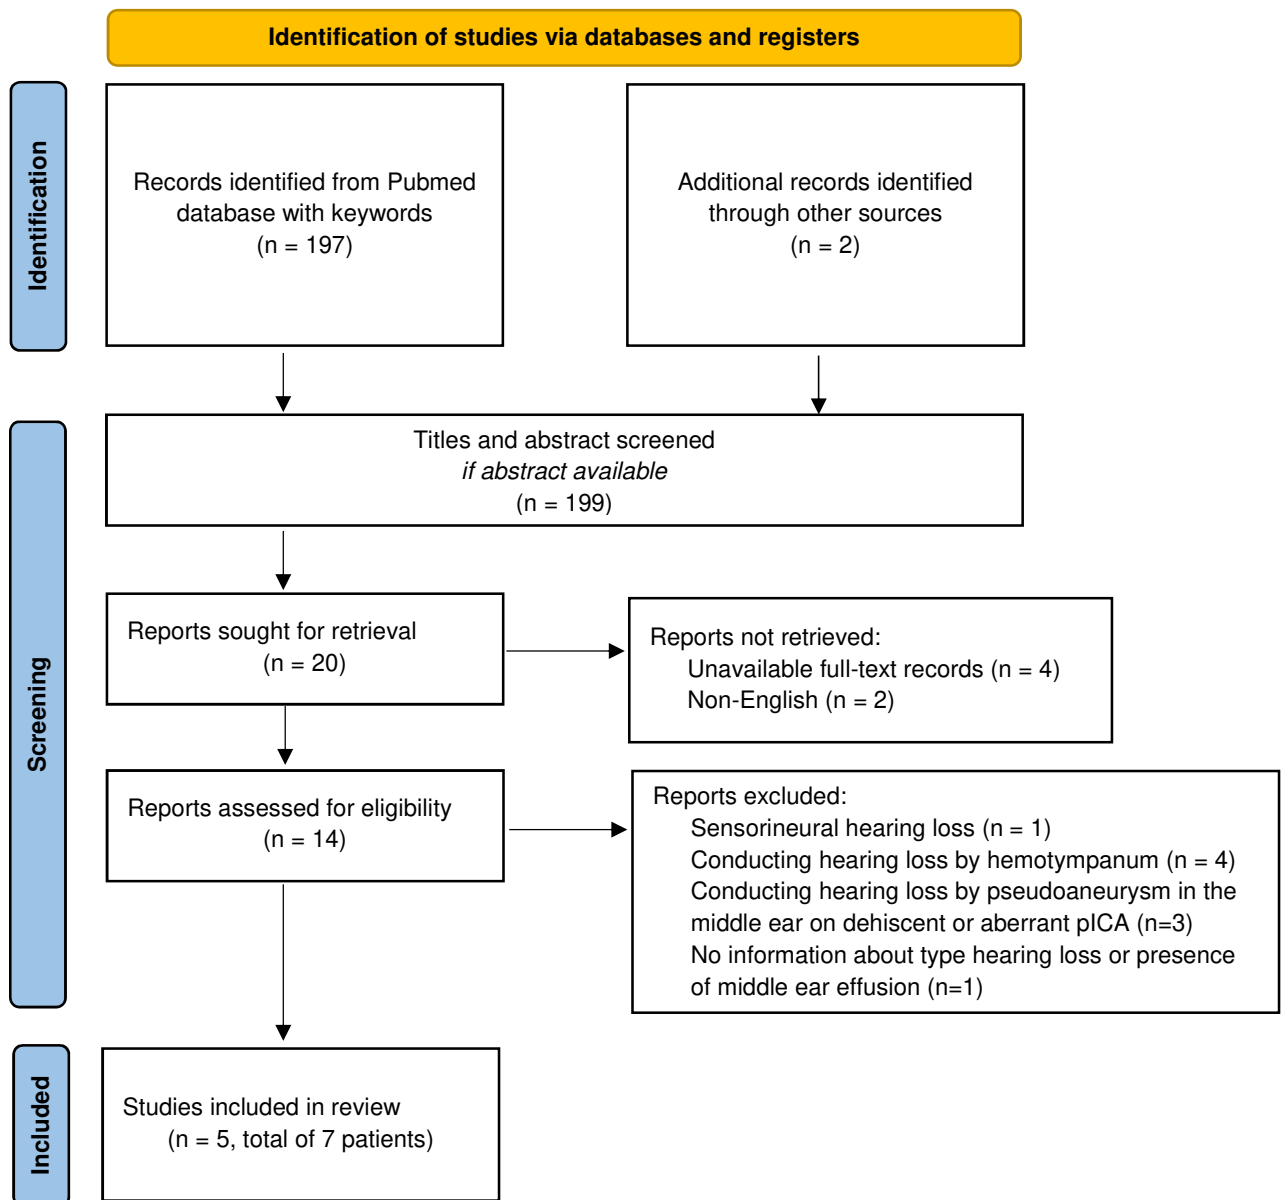 Identification of studies via databases and registers
Identification
Records identified from Pubmed
database with keywords
(n = 197)
Additional records identified
through other sources
(n = 2)
Screening
Titles and abstract screened
if abstract available
(n = 199)
Reports sought for retrieval
(n = 20)
Reports not retrieved:
Unavailable full-text records (n = 4)
Non-English (n = 2)
Reports assessed for eligibility
(n = 14)
Reports excluded:
Sensorineural hearing loss (n = 1)
Conducting hearing loss by hemotympanum (n = 4)
Conducting hearing loss by pseudoaneurysm in the
middle ear on dehiscent or aberrant pICA (n=3)
No information about type hearing loss or presence
of middle ear effusion (n=1)
Included
Studies included in review
(n = 5, total of 7 patients)